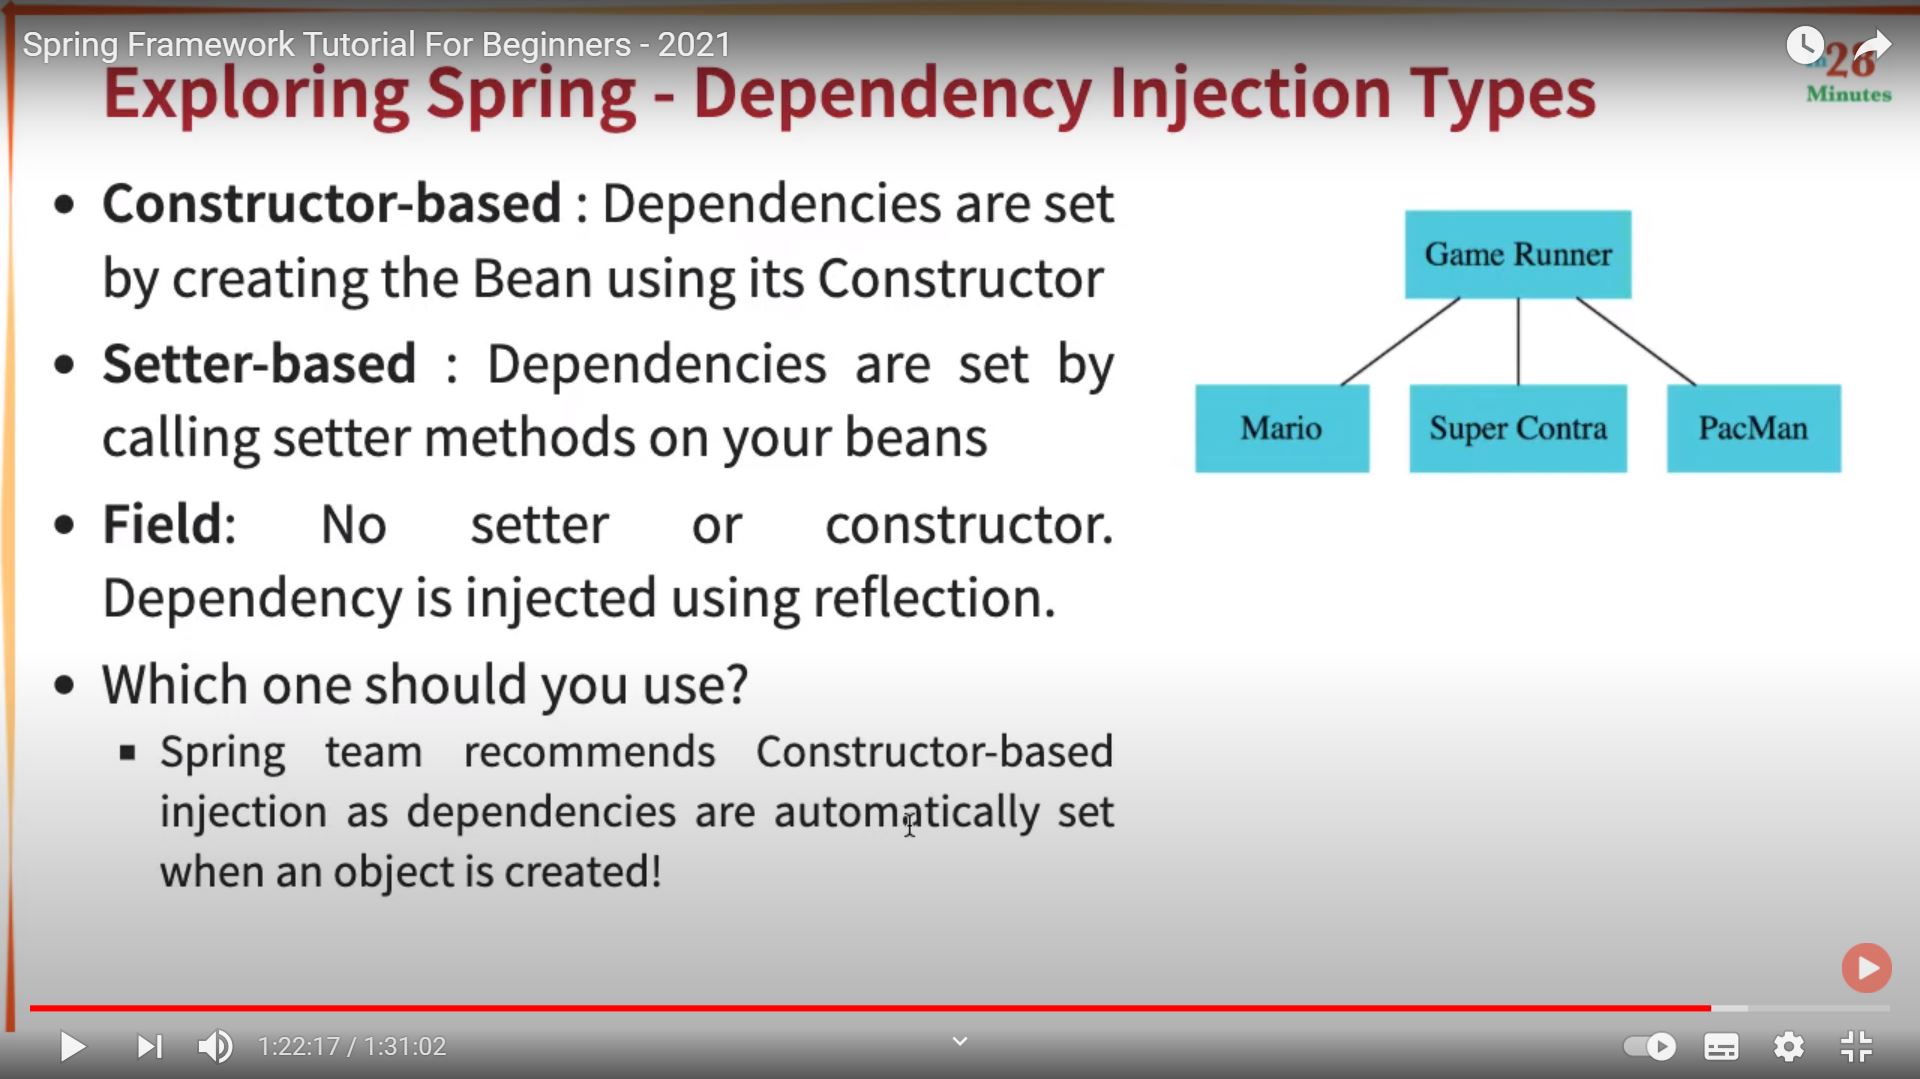 Spring Framework Tutorial For Beginners - 2021
in28
Minutes
Exploring Spring - Dependency Injection Types
• Constructor-based : Dependencies are set
by creating the Bean using its Constructor
• Setter-based : Dependencies are set by
calling setter methods on your beans
• Field: No setter or constructor.
Dependency is injected using reflection.
• Which one should you use?
▪ Spring team recommends Constructor-based
injection as dependencies are automatically set
when an object is created!
Game Runner
Mario
Super Contra
PacMan
1:22:17 / 1:31:02